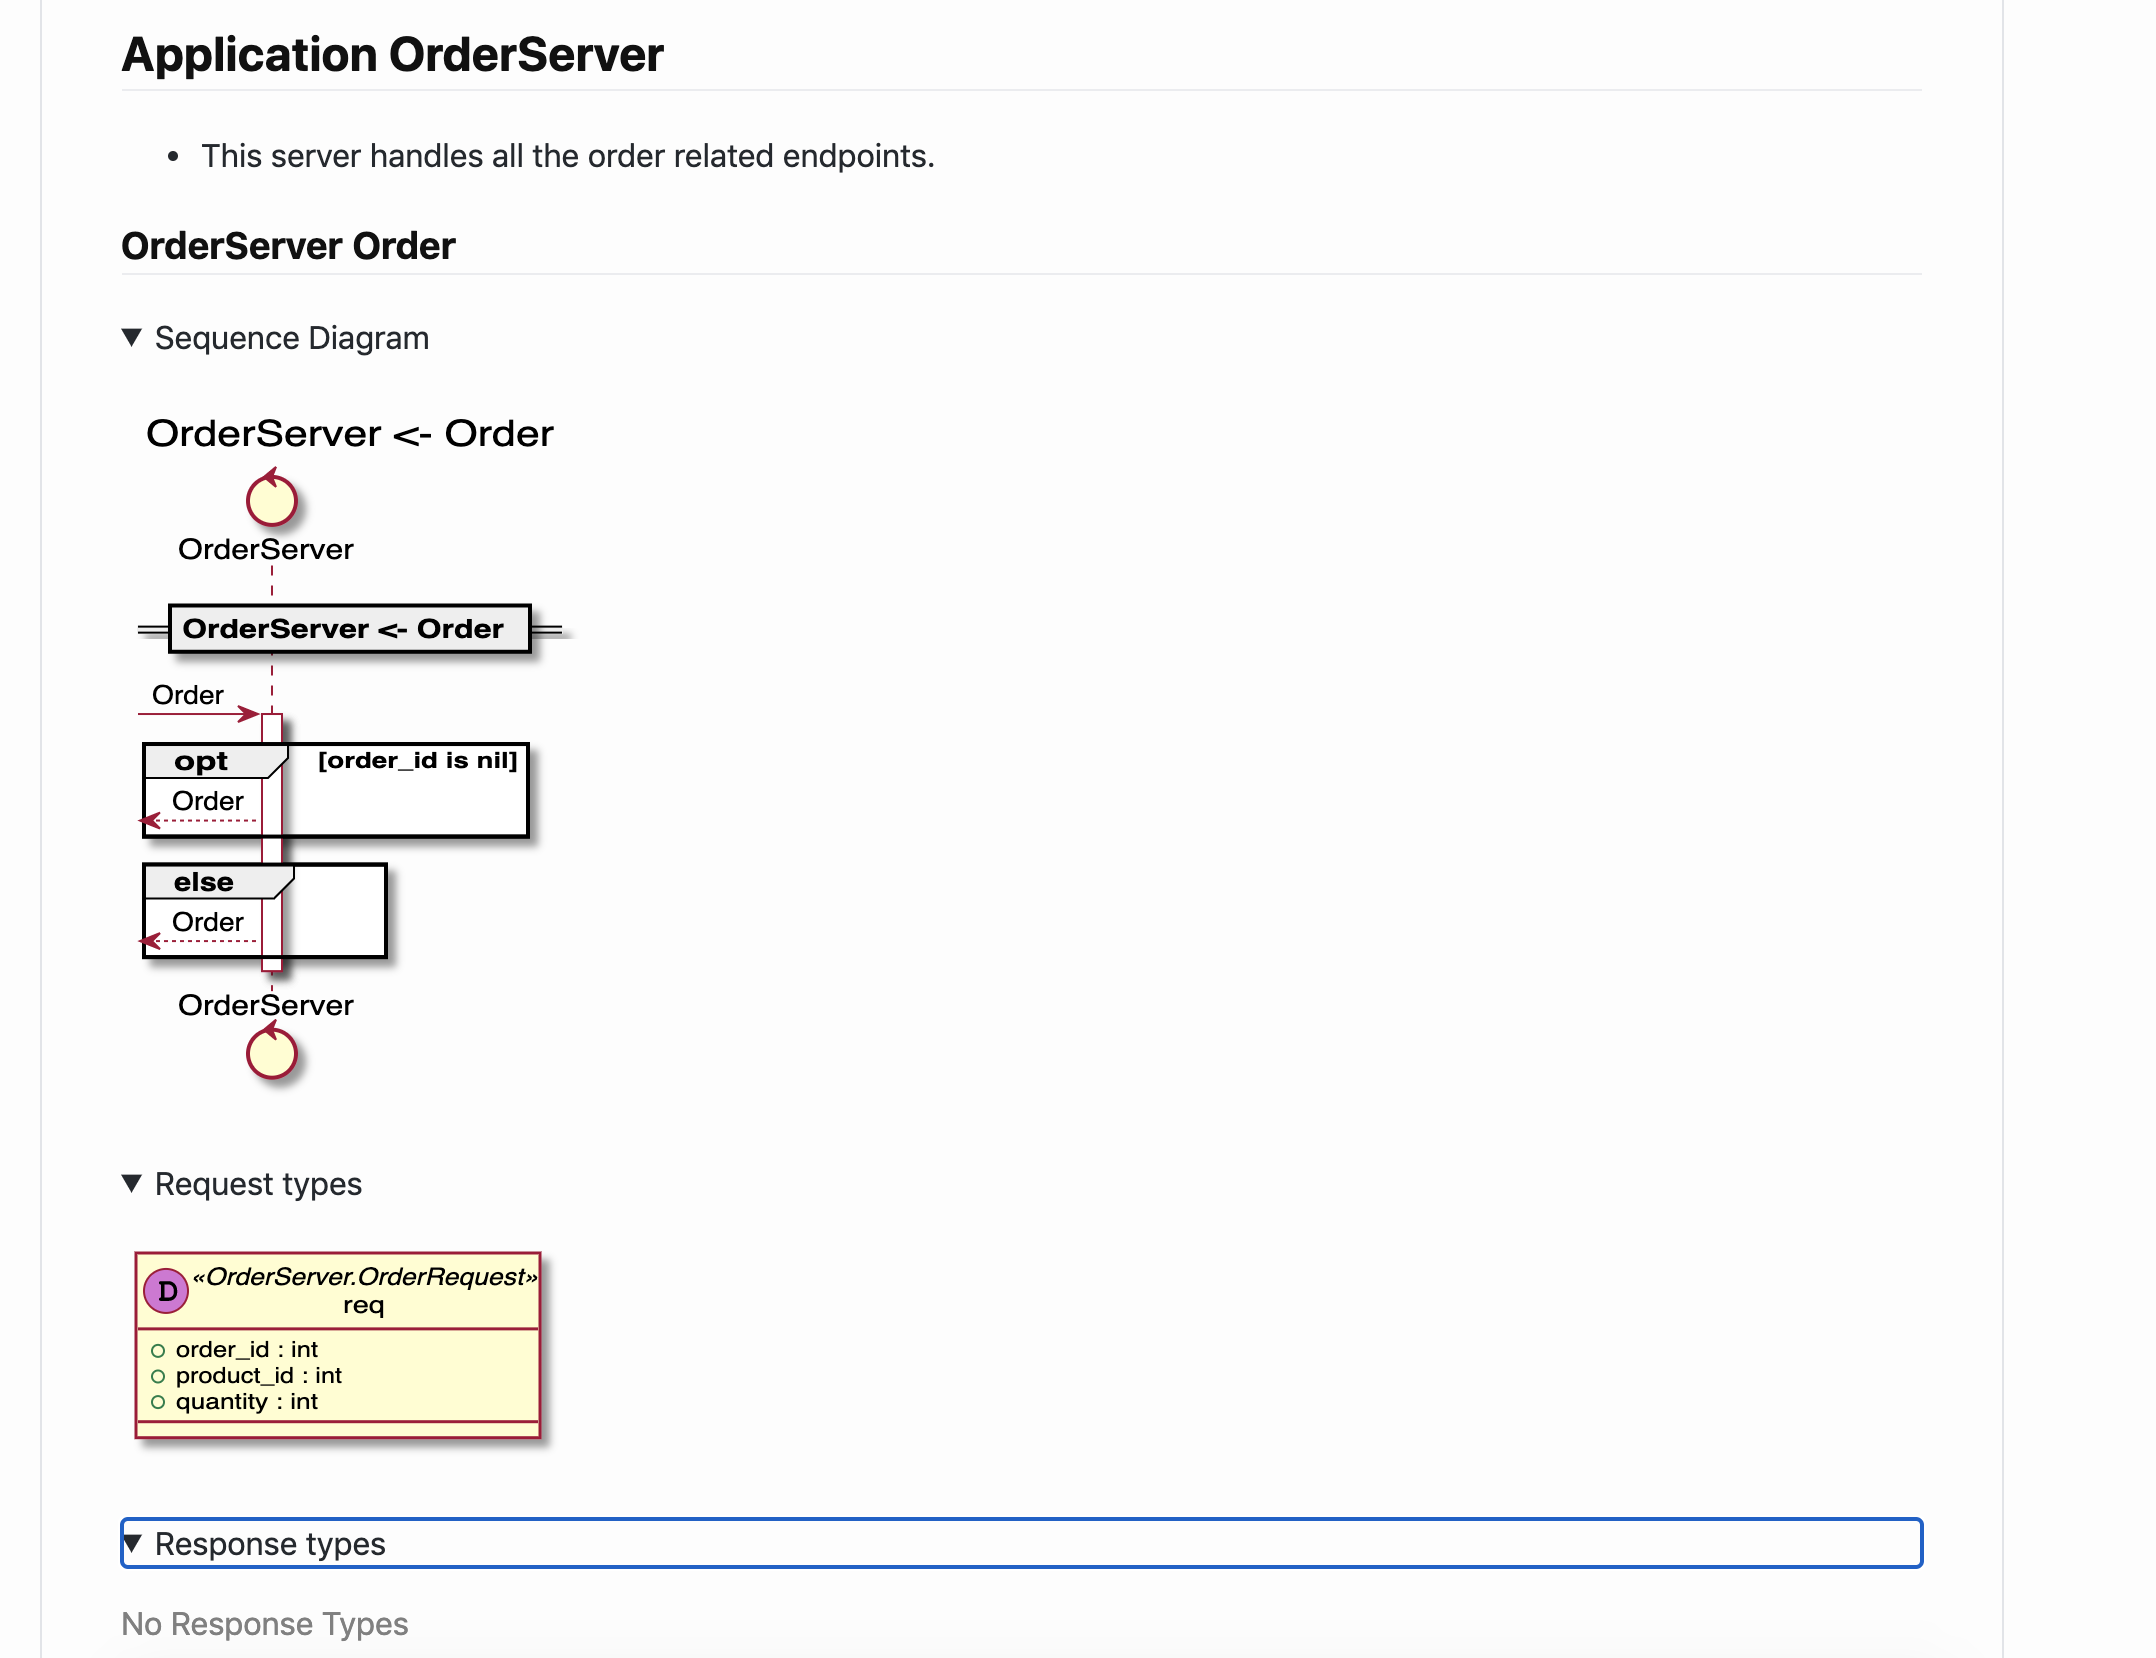 Application OrderServer
• This server handles all the order related endpoints.
OrderServer Order
▼ Sequence Diagram
OrderServer <- Order
OrderServer
OrderServer <- Order
Order
opt [order_id is nil]
Order
else
Order
OrderServer
▼ Request types
D «OrderServer.OrderRequest»
req
order_id : int
product_id : int
quantity : int
▼ Response types
No Response Types